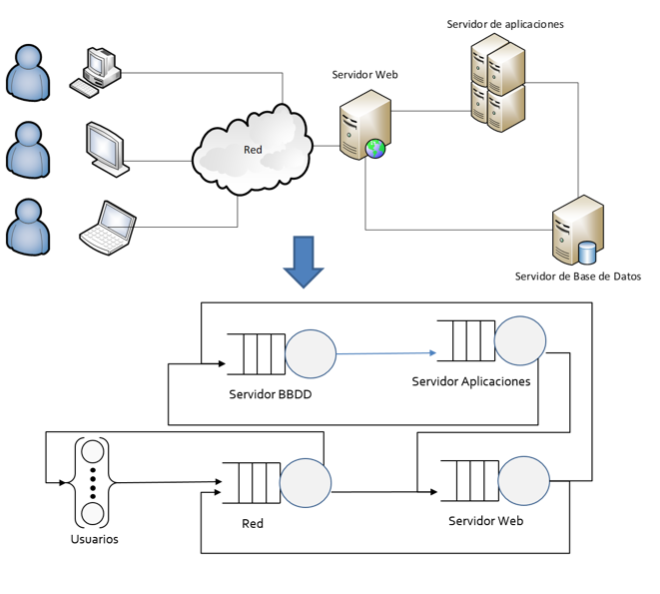 Servidor de aplicaciones
Servidor Web
Red
Servidor de Base de Datos
Servidor BBDD
Servidor Aplicaciones
Usuarios
Red
Servidor Web